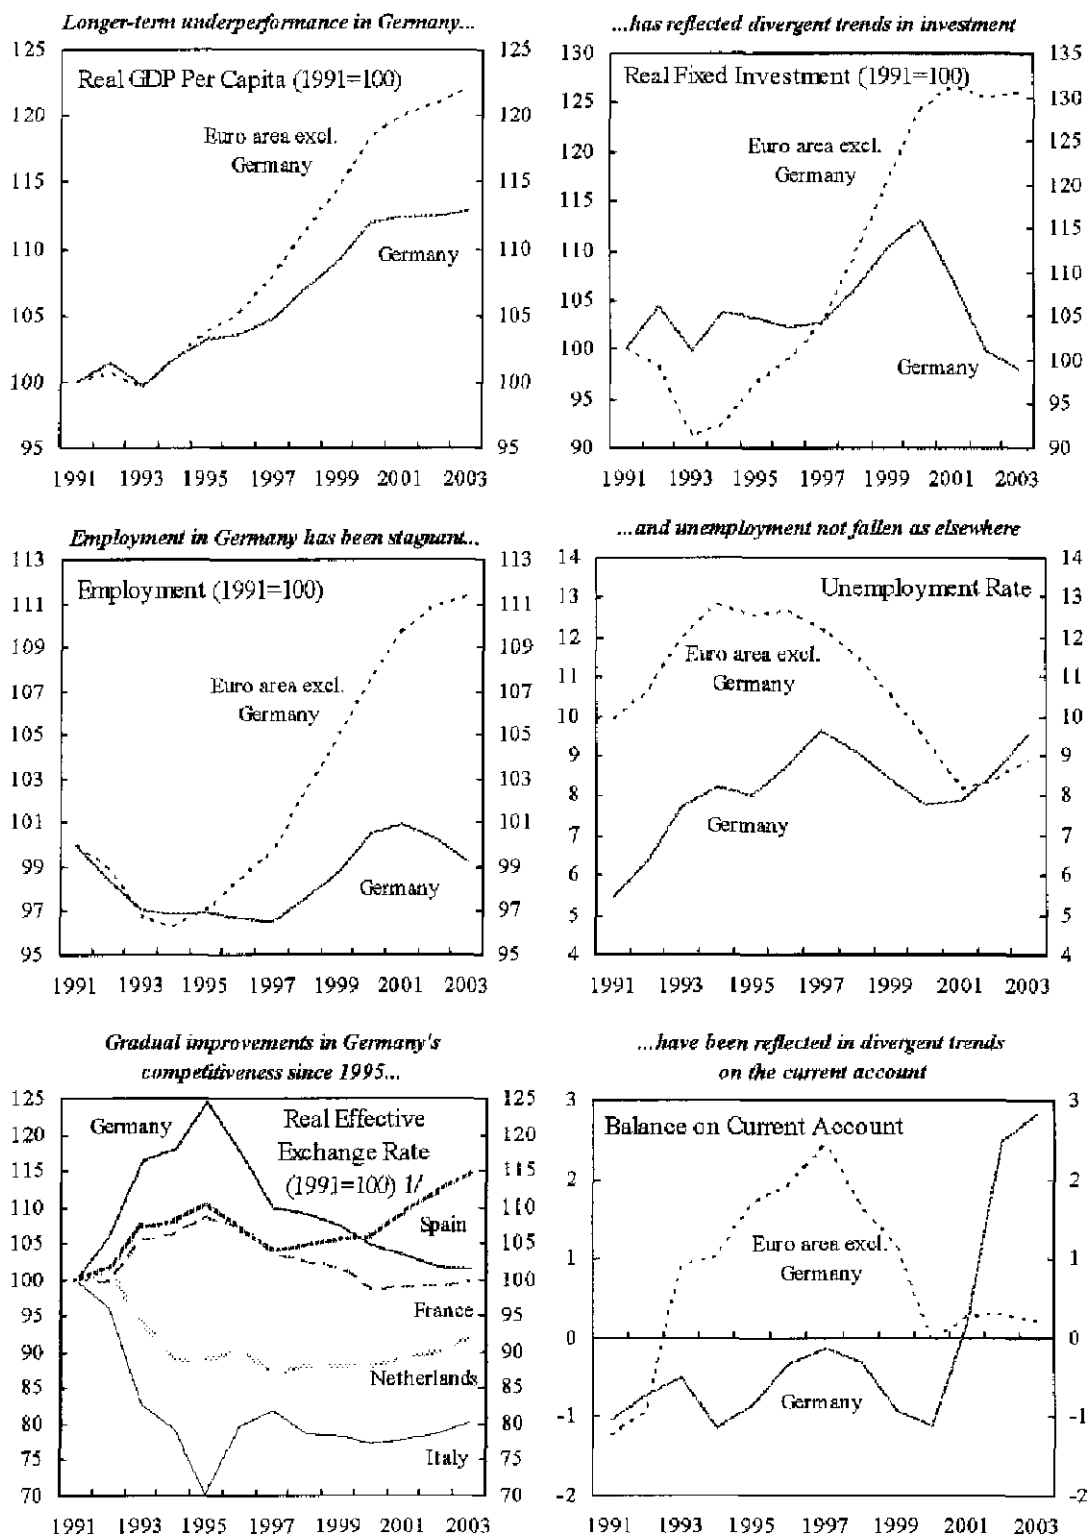 Longer-term underperformance in Germany...
Real GDP Per Capita (1991=100)
Euro area excl.
Germany
Germany
125
120
115
110
105
100
95
125
120
115
110
105
100
95
1991 1993 1995 1997 1999 2001 2003
...has reflected divergent trends in investment
Real Fixed Investment (1991=100)
Euro area excl.
Germany
Germany
130
125
120
115
110
105
100
95
90
135
130
125
120
115
110
105
100
95
90
1991 1993 1995 1997 1999 2001 2003
Employment in Germany has been stagnant...
Employment (1991=100)
Euro area excl.
Germany
Germany
113
111
109
107
105
103
101
99
97
95
113
111
109
107
105
103
101
99
97
95
1991 1993 1995 1997 1999 2001 2003
...and unemployment not fallen as elsewhere
Unemployment Rate
Euro area excl.
Germany
Germany
14
13
12
11
10
9
8
7
6
5
4
14
13
12
11
10
9
8
7
6
5
4
1991 1993 1995 1997 1999 2001 2003
Gradual improvements in Germany's
competitiveness since 1995...
Germany
Real Effective
Exchange Rate
(1991=100) 1/
Spain
France
Netherlands
Italy
125
120
115
110
105
100
95
90
85
80
75
70
125
120
115
110
105
100
95
90
85
80
75
70
1991 1993 1995 1997 1999 2001 2003
...have been reflected in divergent trends
on the current account
Balance on Current Account
Euro area excl.
Germany
Germany
3
2
1
0
-1
-2
3
2
1
0
-1
-2
1991 1993 1995 1997 1999 2001 2003